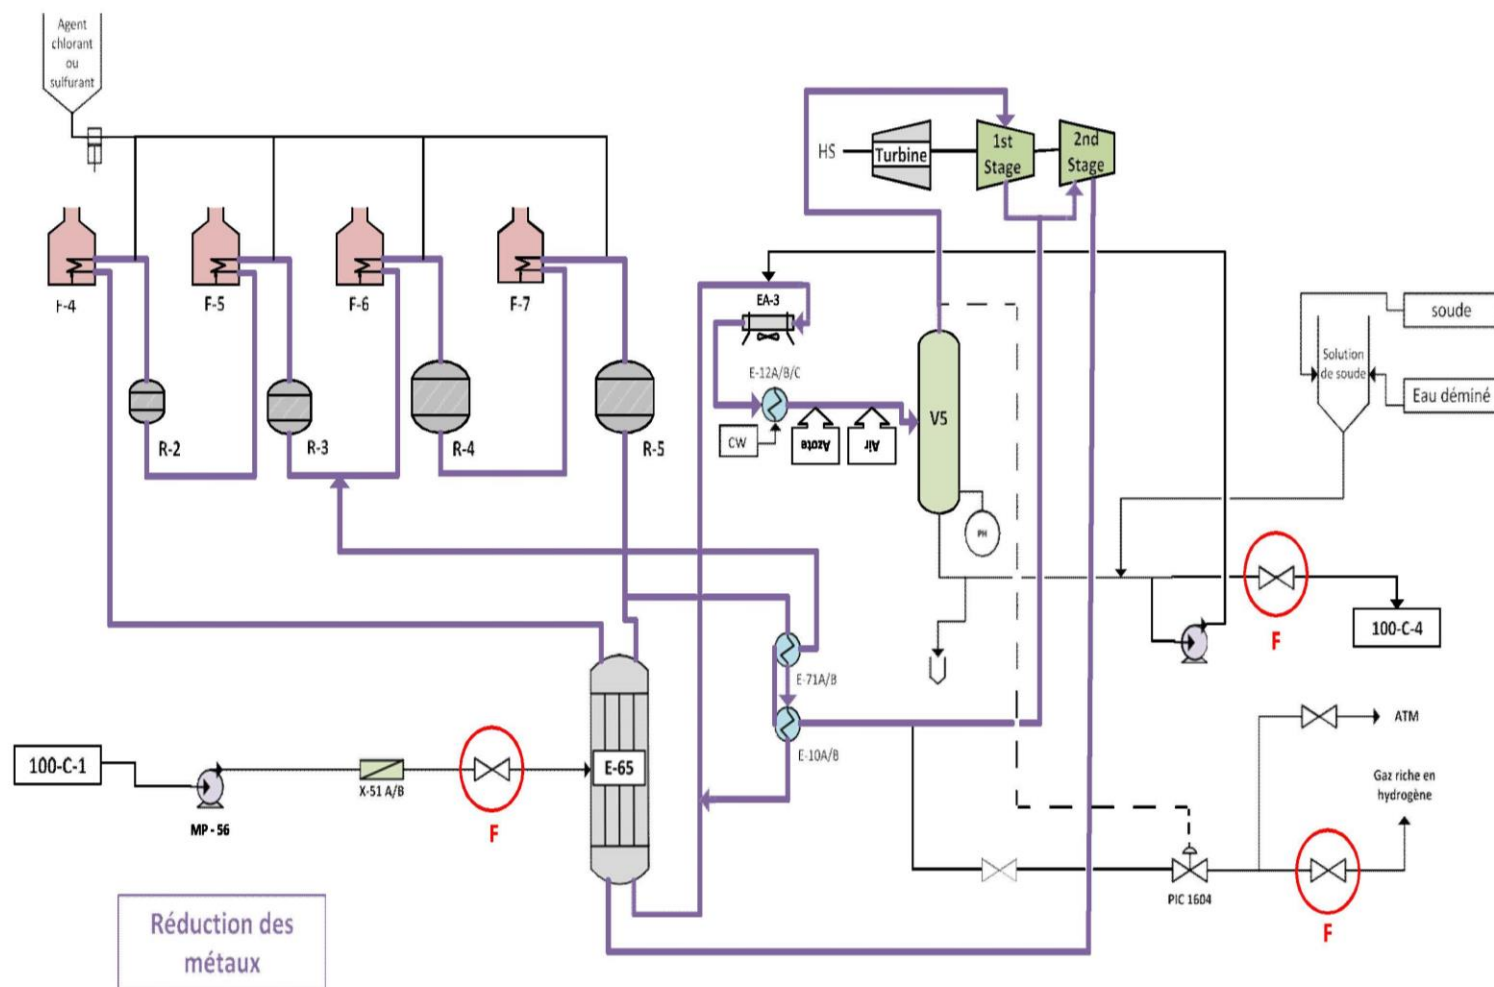 Agent
chlorant
ou
sulfurant
HS
Turbine
1st
Stage
2nd
Stage
F-4
F-5
F-6
F-7
EA-3
soude
Solution
de soude
Eau déminé
E-12A/B/C
V5
CW
Azote
Air
R-2
R-3
R-4
R-5
PH
F
100-C-4
E-71A/B
E-10A/B
ATM
100-C-1
MP - 56
X-51 A/B
F
E-65
Gaz riche en
hydrogène
PIC 1604
F
Réduction des
métaux